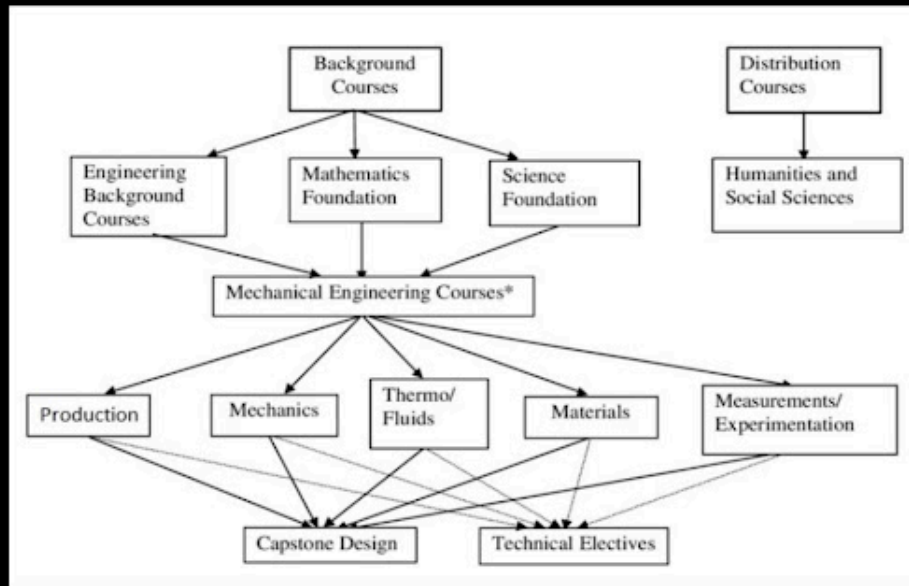 Background
Courses
Distribution
Courses
Engineering
Background
Courses
Mathematics
Foundation
Science
Foundation
Humanities and
Social Sciences
Mechanical Engineering Courses*
Production
Mechanics
Thermo/
Fluids
Materials
Measurements/
Experimentation
Capstone Design
Technical Electives